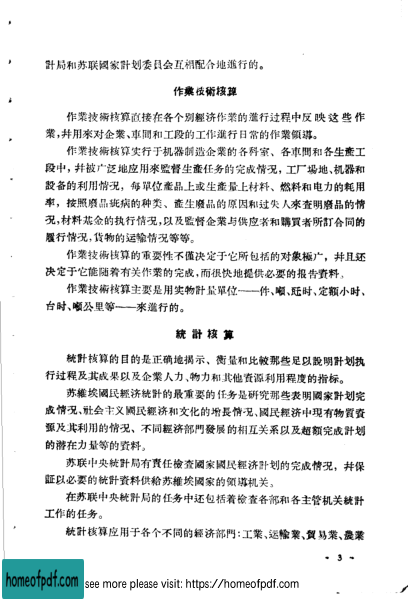 計局和苏联國家計划委員会互相配合地進行的。
作業技術核算
作業技術核算直接在各个別經济作業的進行过程中反映这些作
業,幷用來对企業、車間和工段的工作進行日常的作業領導。
作業技術核算实行于机器制造企業的各科室、各車間和各生產工
段中,幷被广泛地应用來監督生產任务的完成情况,工厂場地、机器和
設备的利用情况,每單位產品上或生產量上材料、燃料和电力的耗用
率,按照廢品疵病的种类、產生廢品的原因和过失人來查明廢品的情
况,材料基金的执行情况,以及監督企業与供应者和購買者所訂合同的
履行情况,貨物的运輸情况等等。
作業技術核算的重要性不僅决定于它所包括的对象極广,幷且还
决定于它能随着有关作業的完成,而很快地提供必要的报告資料。
作業技術核算主要是用实物計量單位——件、噸、瓩时、定額小时、
台时、噸公里等——來進行的。
統計核算
統計核算的目的是正确地揭示、衡量和比較那些足以說明計划执
行过程及其成果以及企業人力、物力和其他資源利用程度的指标。
苏維埃國民經济統計的最重要的任务是研究那些表明國家計划完
成情况、社会主义國民經济和文化的增長情况、國民經济中現有物質資
源及其利用的情况、不同經济部門發展的相互关系以及超額完成計划
的潜在力量等的資料。
苏联中央統計局有責任檢查國家國民經济計划的完成情况,幷保
証以必要的統計資料供給苏維埃國家的領導机关。
在苏联中央統計局的任务中还包括着檢查各部和各主管机关統計
工作的任务。
統計核算应用于各个不同的經济部門:工業、运輸業、貿易業、農業
• 3 •
homeofpdf.com
see more please visit: https://homeofpdf.com